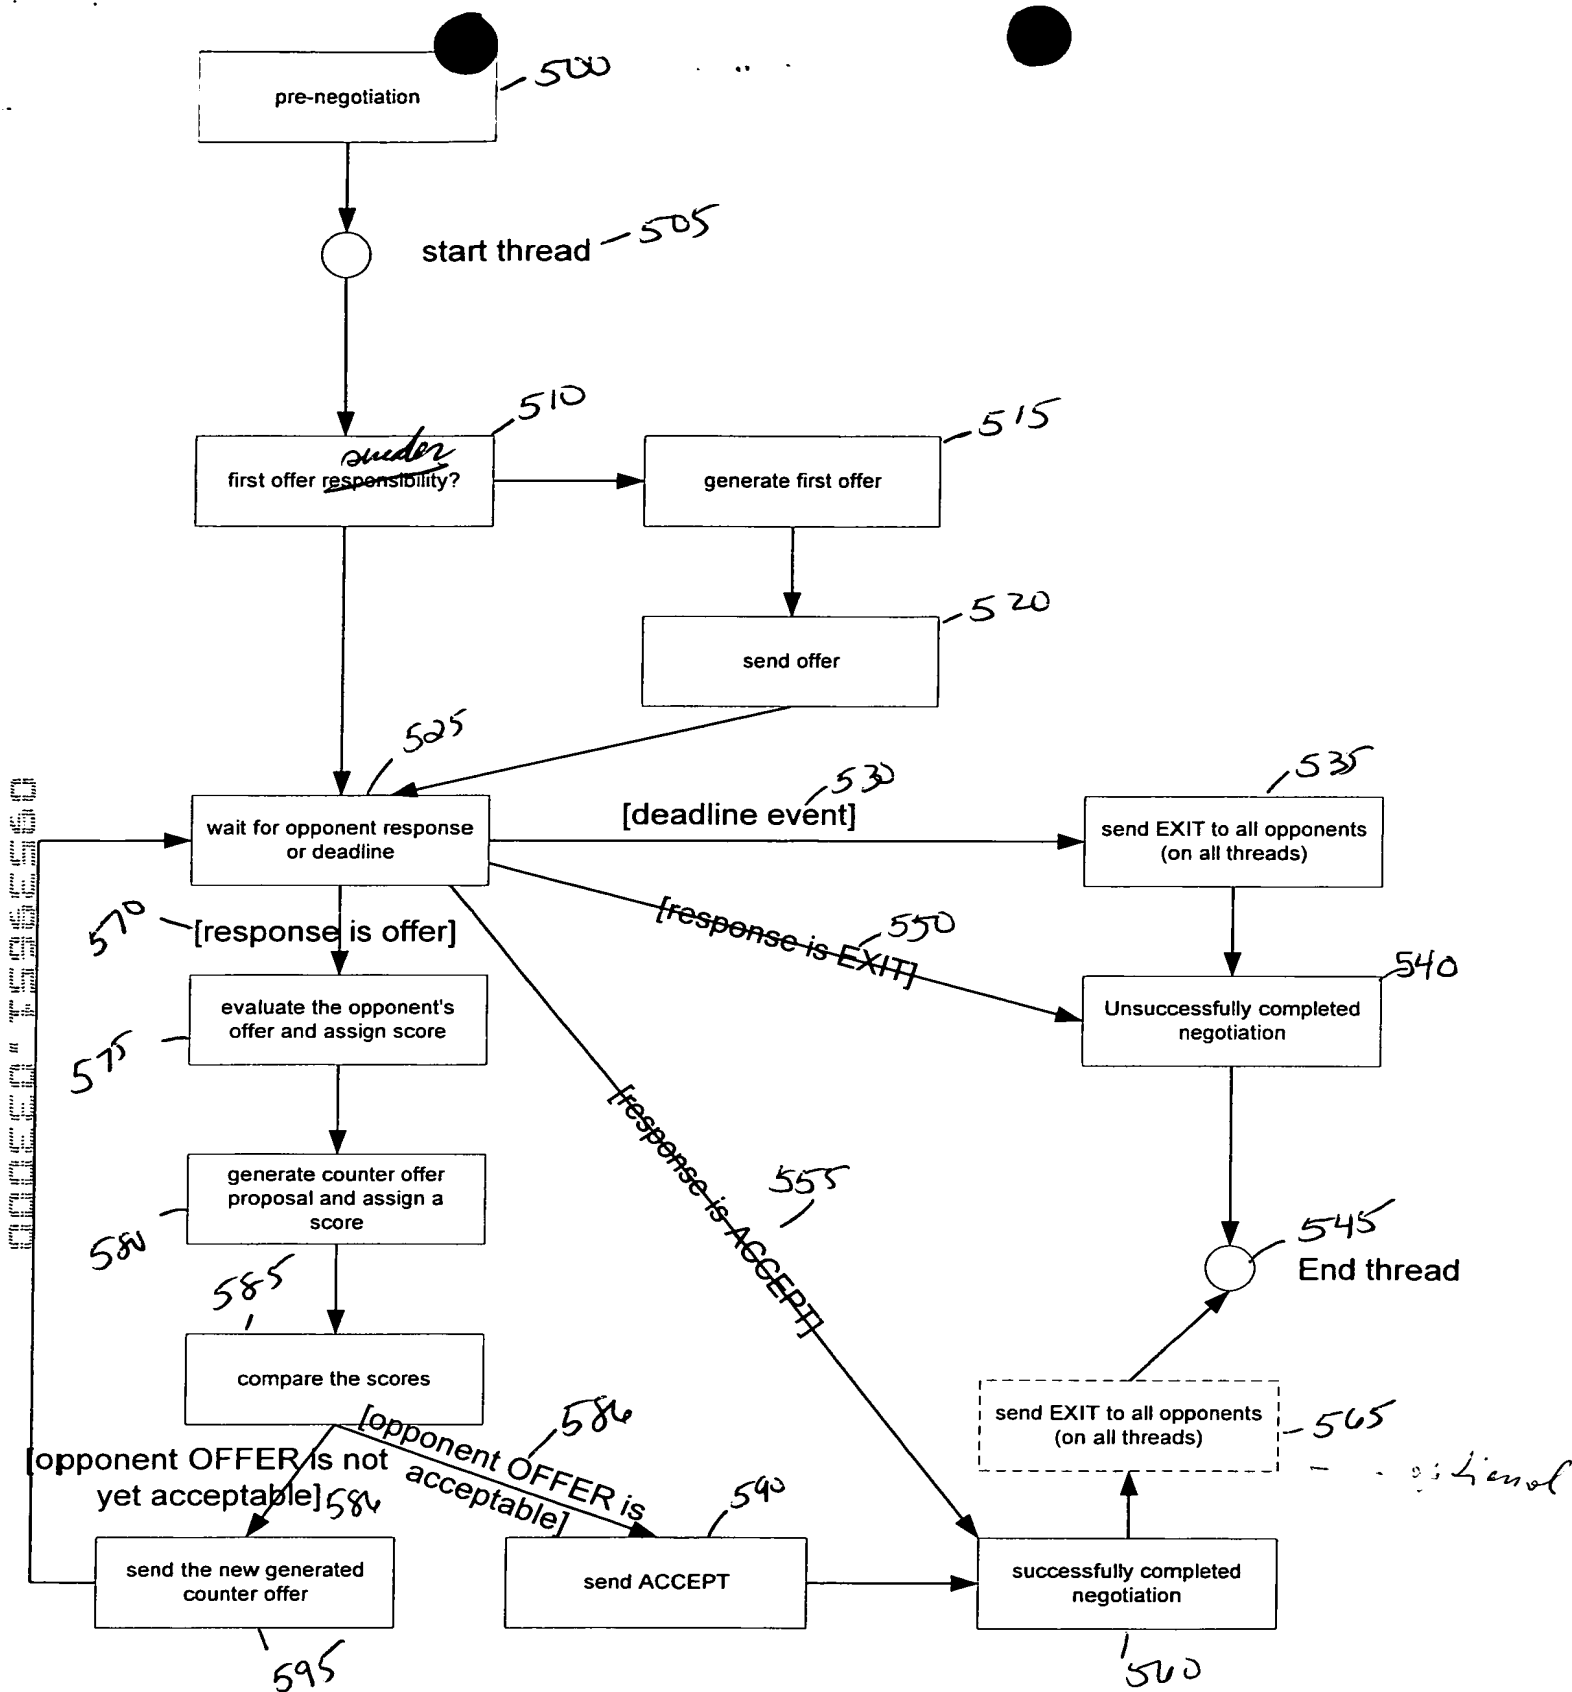 pre-negotiation
500
start thread
505
510
sender
first offer responsibility?
515
generate first offer
520
send offer
525
wait for opponent response
or deadline
530
[deadline event]
535
send EXIT to all opponents
(on all threads)
[response is EXIT]
550
540
Unsuccessfully completed
negotiation
570
[response is offer]
575
evaluate the opponent's
offer and assign score
580
generate counter offer
proposal and assign a
score
[response is ACCEPT]
555
545
End thread
585
compare the scores
[opponent OFFER is not
yet acceptable]
586
[opponent OFFER is
acceptable]
586
send EXIT to all opponents
(on all threads)
565
optional
590
send the new generated
counter offer
595
send ACCEPT
successfully completed
negotiation
560